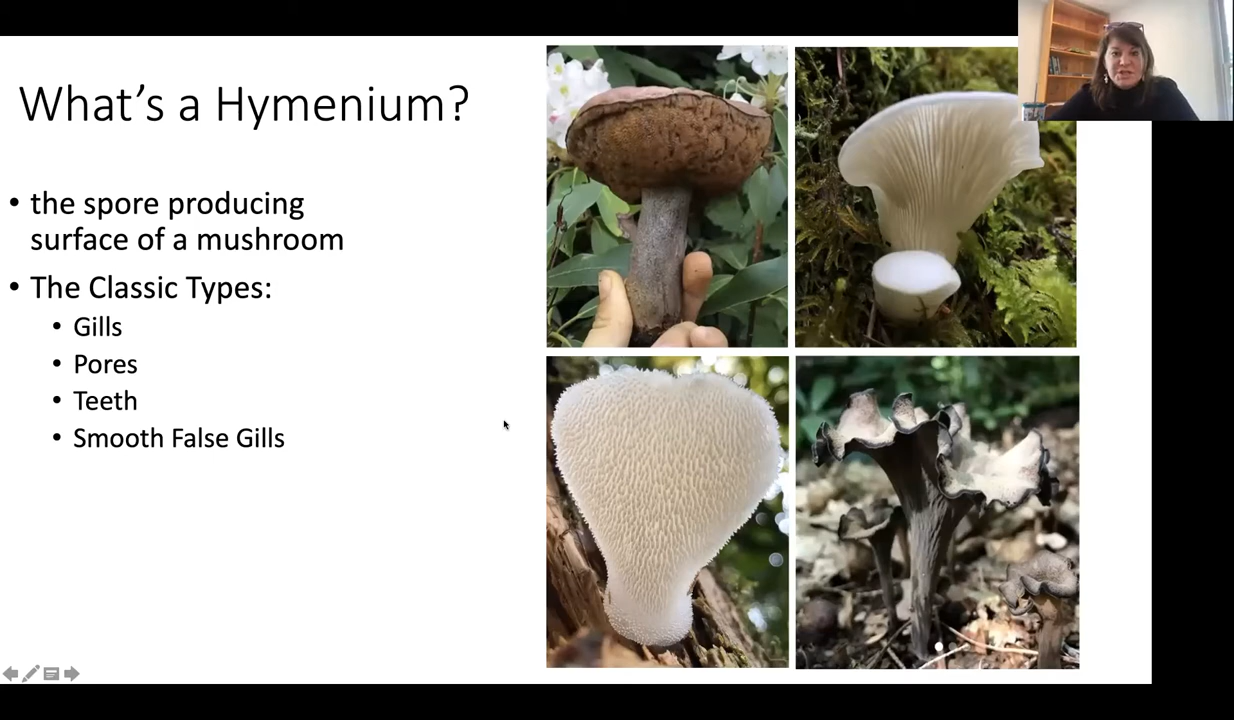 What's a Hymenium?
• the spore producing
surface of a mushroom
• The Classic Types:
• Gills
• Pores
• Teeth
• Smooth False Gills